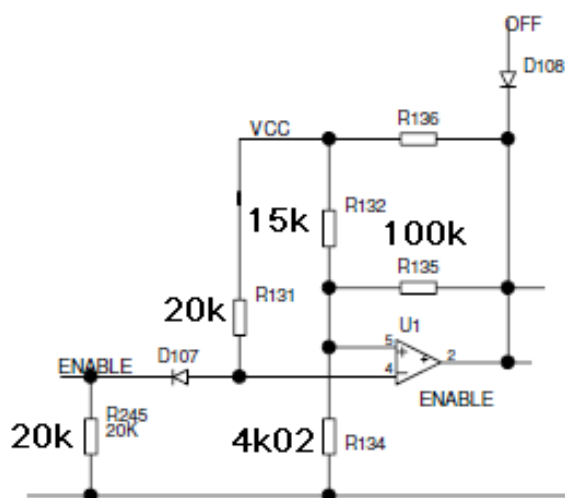 OFF
D108
R136
VCC
15k
R132
100k
R135
20k
R131
U1
5
2
4
ENABLE
D107
ENABLE
R245
20K
20k
4k02
R134